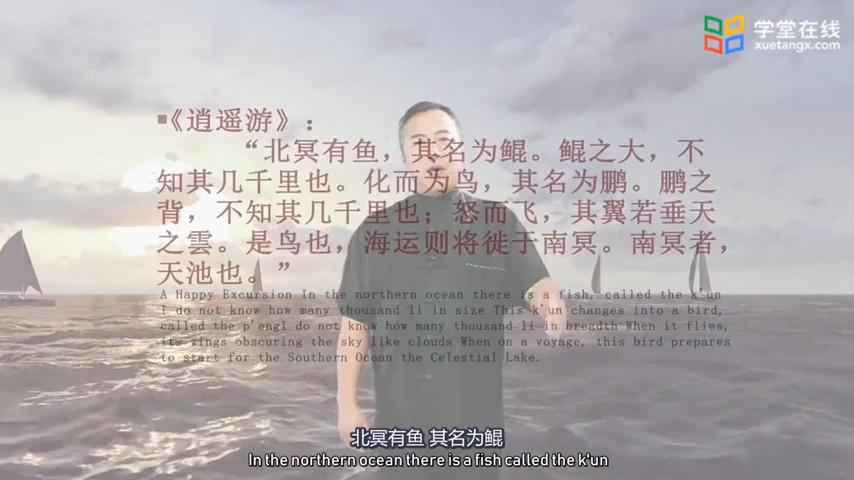 学堂在线
xuetangx.com
《逍遥游》：
“北冥有鱼，其名为鲲。鲲之大，不
知其几千里也。化而为鸟，其名为鹏。鹏之
背，不知其几千里也；怒而飞，其翼若垂天
之雲。是鸟也，海运则将徙于南冥。南冥者，
天池也。”
A Happy Excursion In the northern ocean there is a fish, called the k'un
I do not know how many thousand li in size This k'un changes into a bird,
called the p'engI do not know how many thousand li in breadth When it flies,
its wings obscuring the sky like clouds When on a voyage, this bird prepares
to start for the Southern Ocean the Celestial Lake.
北冥有鱼 其名为鲲
In the northern ocean there is a fish called the k'un